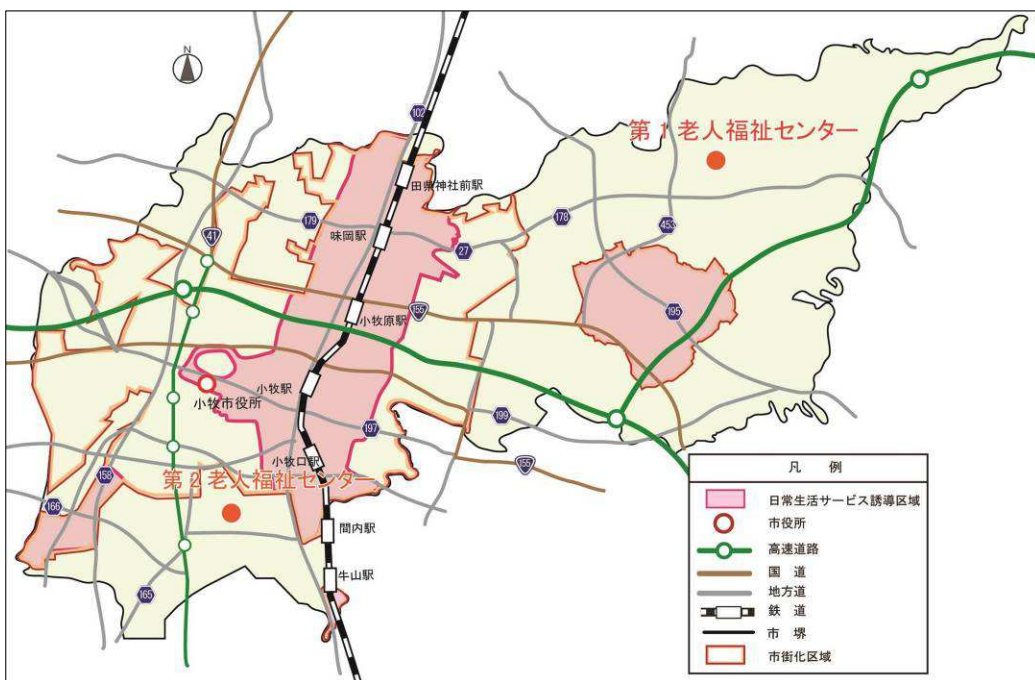 N
102
第1老人福祉センター
田県神社前駅
179
178
453
41
味岡駅
27
155
小牧原駅
195
小牧駅
小牧市役所
199
197
小牧口駅
155
158
第2老人福祉センター
166
間内駅
牛山駅
165
凡 例
日常生活サービス誘導区域
市役所
高速道路
国 道
地方道
鉄 道
市 堺
市街化区域